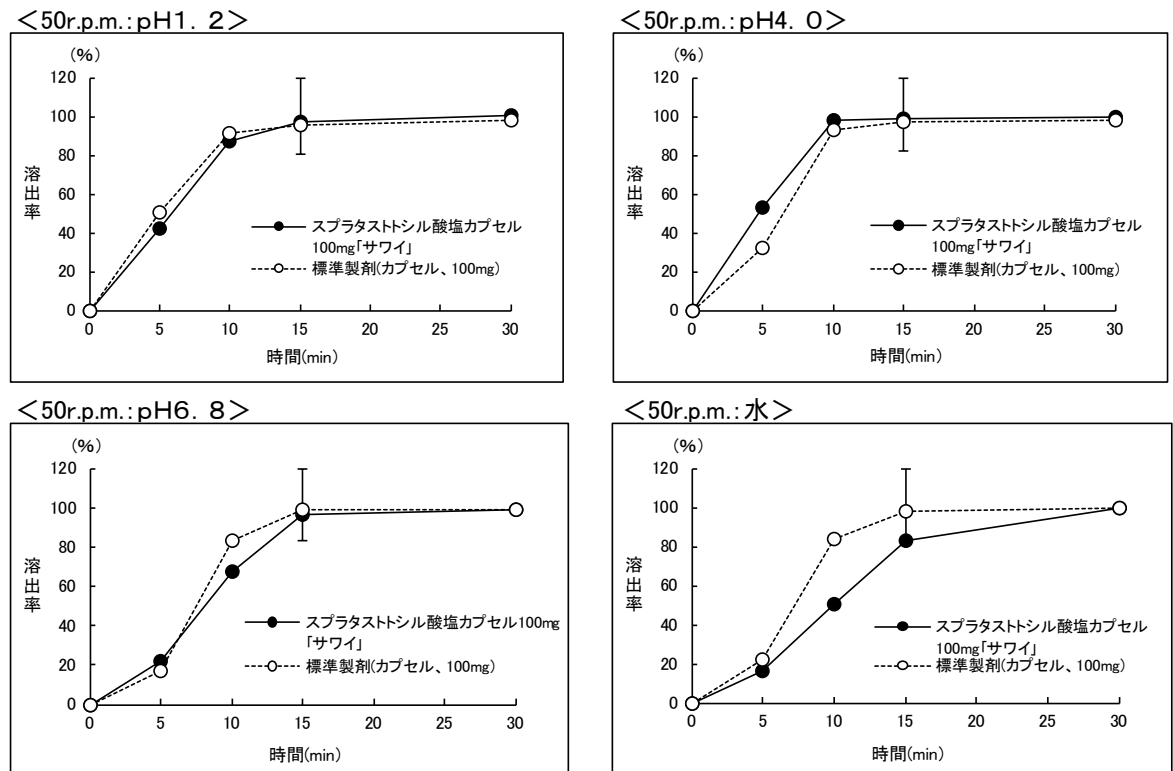 ＜50r.p.m.：pH1．2＞
(%)
120
100
80
60
40
20
0
溶出率
0 5 10 15 20 25 30
時間(min)
スプラタストトシル酸塩カプセル
100mg「サワイ」
標準製剤(カプセル、100mg)
＜50r.p.m.：pH4．0＞
(%)
120
100
80
60
40
20
0
溶出率
0 5 10 15 20 25 30
時間(min)
スプラタストトシル酸塩カプセル
100mg「サワイ」
標準製剤(カプセル、100mg)
＜50r.p.m.：pH6．8＞
(%)
120
100
80
60
40
20
0
溶出率
0 5 10 15 20 25 30
時間(min)
スプラタストトシル酸塩カプセル100mg
「サワイ」
標準製剤(カプセル、100mg)
＜50r.p.m.：水＞
(%)
120
100
80
60
40
20
0
溶出率
0 5 10 15 20 25 30
時間(min)
スプラタストトシル酸塩カプセル
100mg「サワイ」
標準製剤(カプセル、100mg)